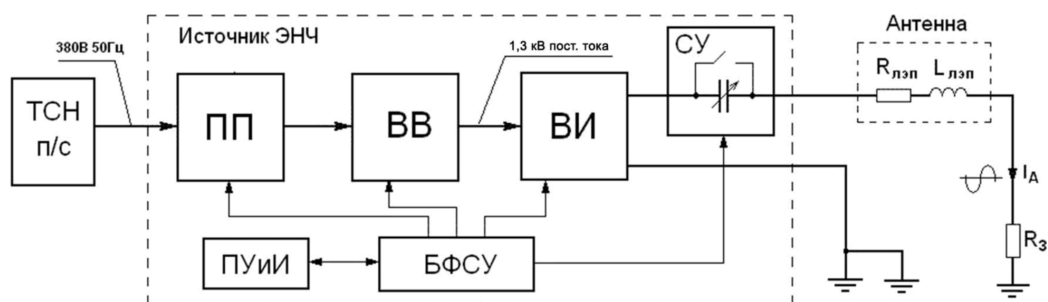 Источник ЭНЧ
380В 50Гц
1,3 кВ пост. тока
СУ
Антенна
Rлэп Lлэп
ТСН
п/с
ПП
ВВ
ВИ
IА
Rз
ПУиИ
БФСУ